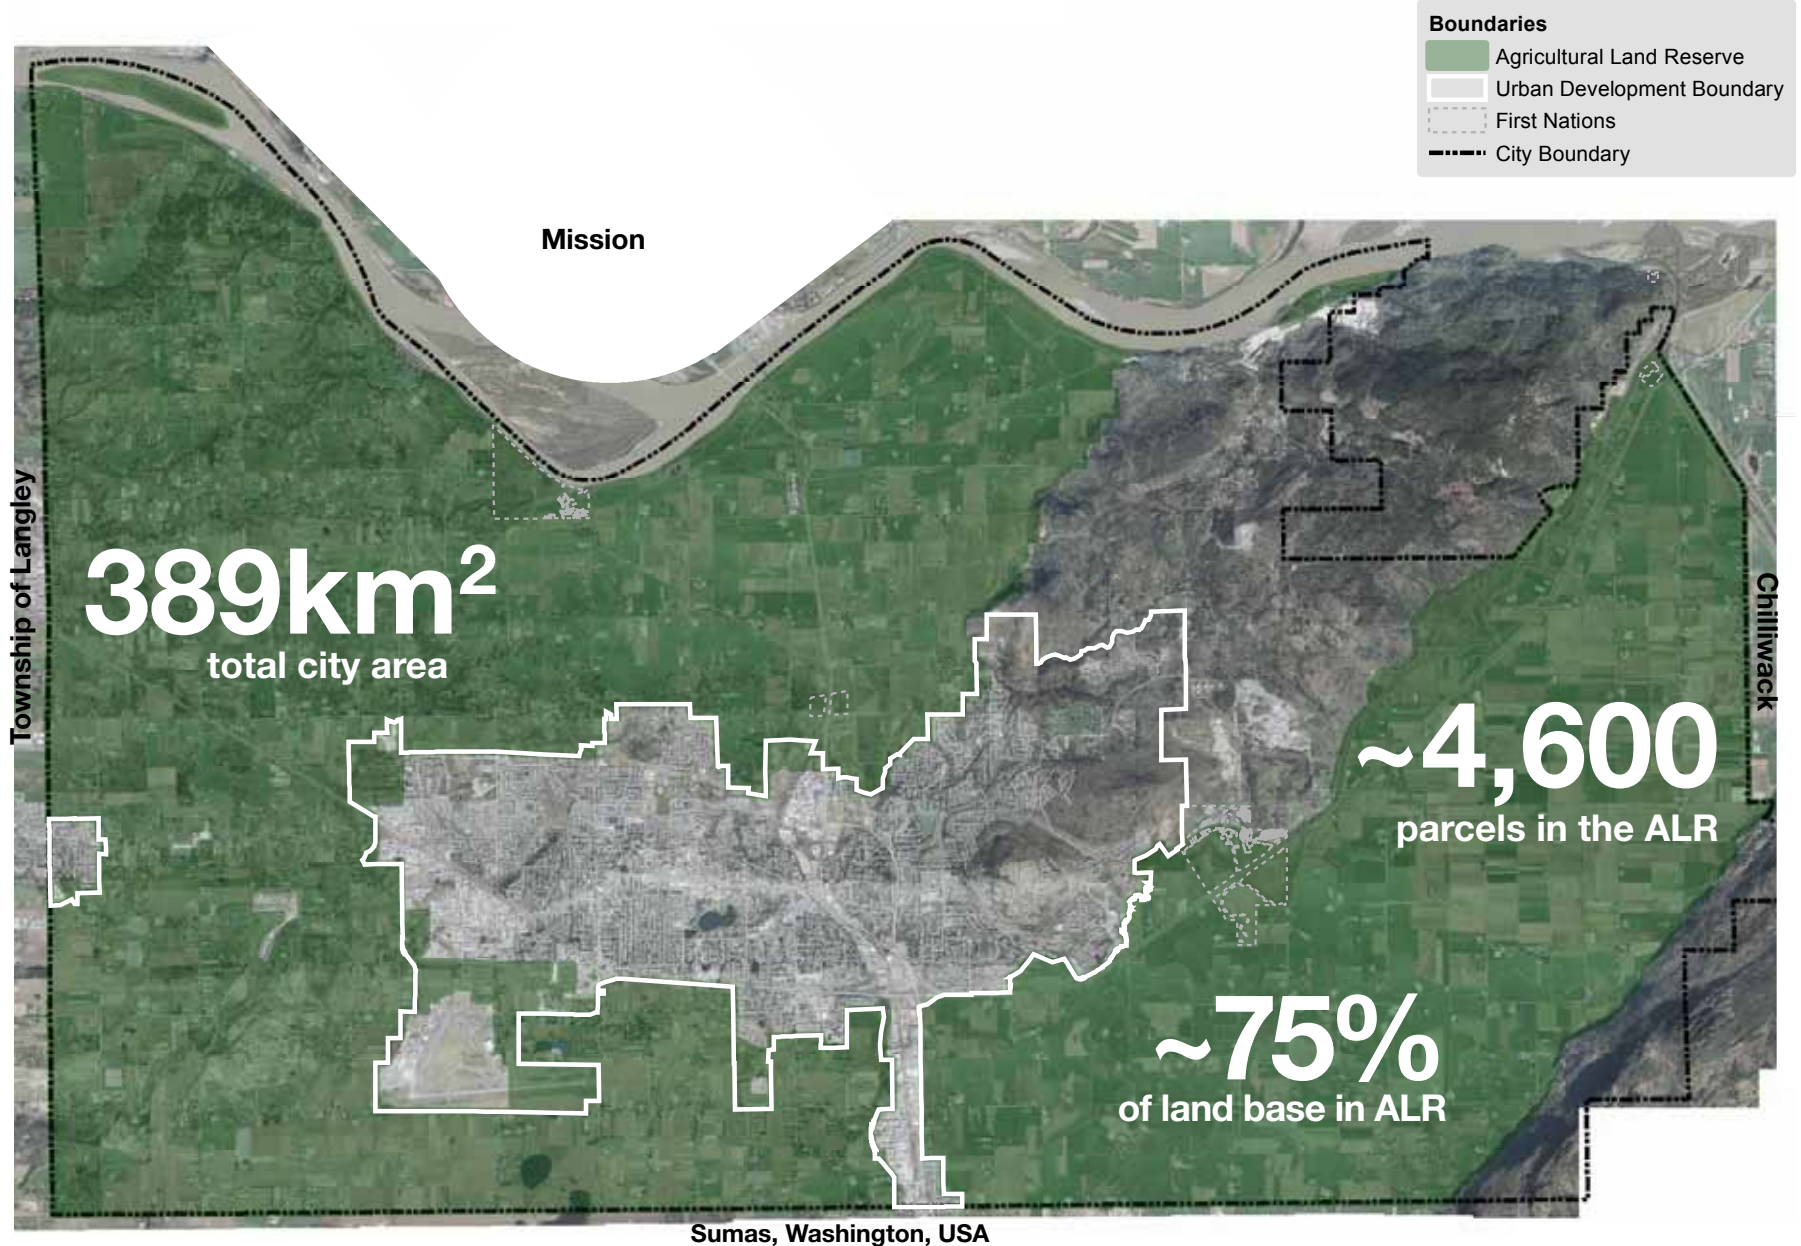 Boundaries
Agricultural Land Reserve
Urban Development Boundary
First Nations
City Boundary
Mission
Township of Langley
389km²
total city area
Chilliwack
~4,600
parcels in the ALR
~75%
of land base in ALR
Sumas, Washington, USA